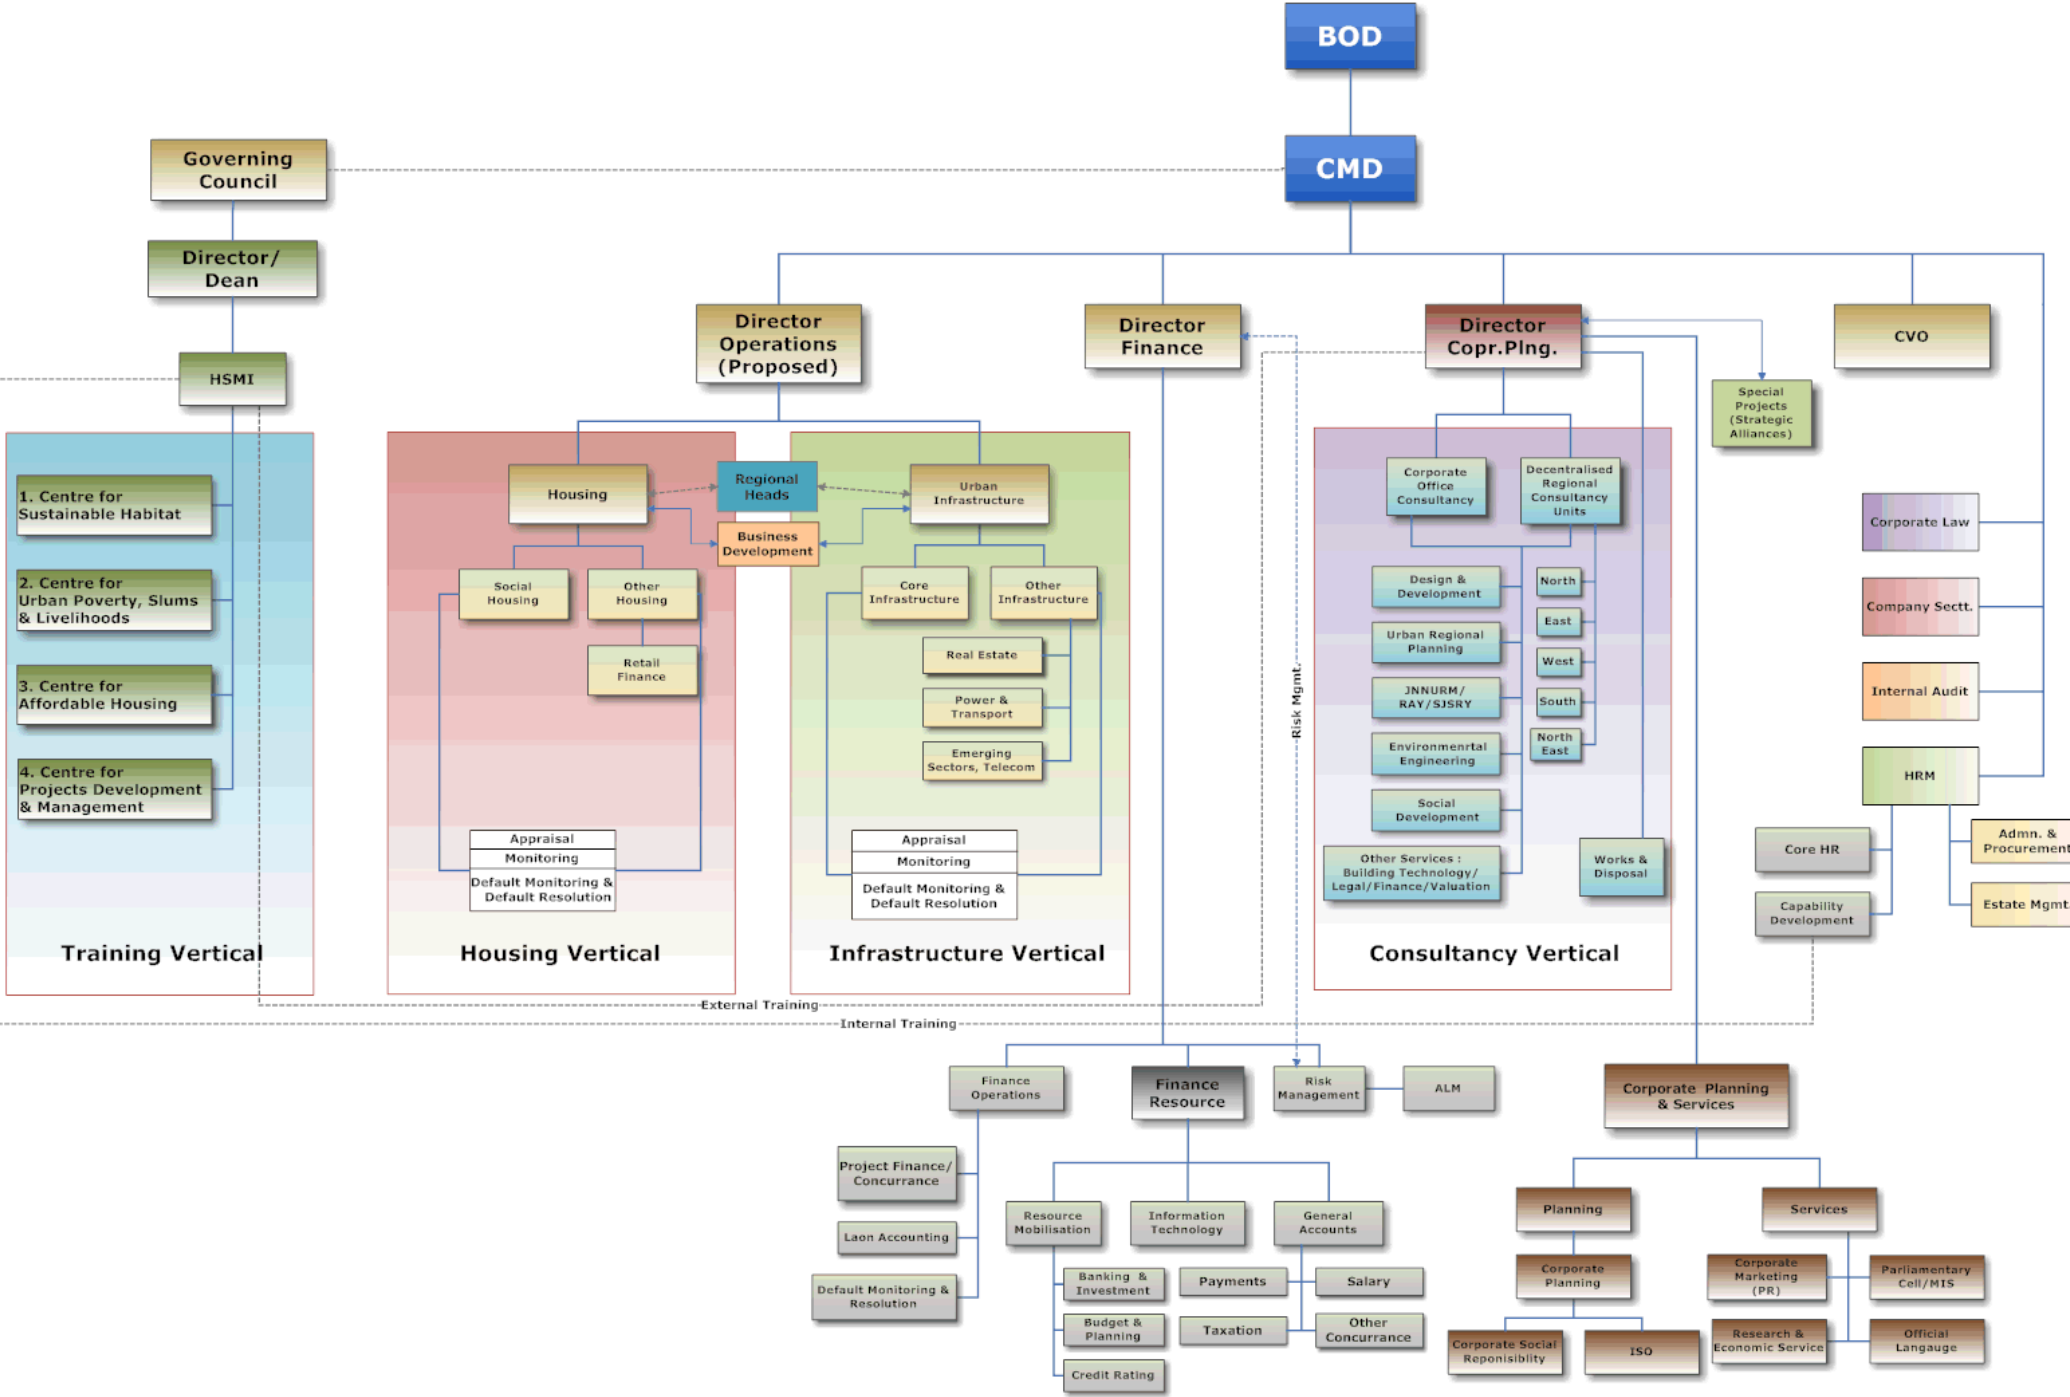 BOD
CMD
Governing
Council
Director/
Dean
HSMI
Director
Operations
(Proposed)
Director
Finance
Director
Copr.Plng.
CVO
Special
Projects
(Strategic
Alliances)
1. Centre for
Sustainable Habitat
2. Centre for
Urban Poverty, Slums
& Livelihoods
3. Centre for
Affordable Housing
4. Centre for
Projects Development
& Management
Training Vertical
Housing
Regional
Heads
Business
Development
Social
Housing
Other
Housing
Retail
Finance
Appraisal
Monitoring
Default Monitoring &
Default Resolution
Housing Vertical
Urban
Infrastructure
Core
Infrastructure
Other
Infrastructure
Real Estate
Power &
Transport
Emerging
Sectors, Telecom
Appraisal
Monitoring
Default Monitoring &
Default Resolution
Infrastructure Vertical
Risk Mgmt.
Corporate
Office
Consultancy
Decentralised
Regional
Consultancy
Units
Design &
Development
Urban Regional
Planning
JNNURM/
RAY/SJSRY
Environmenrtal
Engineering
Social
Development
Other Services :
Building Technology/
Legal/Finance/Valuation
North
East
West
South
North
East
Works &
Disposal
Consultancy Vertical
Corporate Law
Company Sectt.
Internal Audit
HRM
Core HR
Capability
Development
Admn. &
Procurement
Estate Mgmt.
External Training
Internal Training
Finance
Operations
Finance
Resource
Risk
Management
ALM
Project Finance/
Concurrance
Laon Accounting
Default Monitoring &
Resolution
Resource
Mobilisation
Information
Technology
General
Accounts
Banking &
Investment
Budget &
Planning
Credit Rating
Payments
Salary
Taxation
Other
Concurrance
Corporate Planning
& Services
Planning
Services
Corporate
Planning
Corporate Social
Reponisiblity
ISO
Corporate
Marketing
(PR)
Parliamentary
Cell/MIS
Research &
Economic Service
Official
Langauge